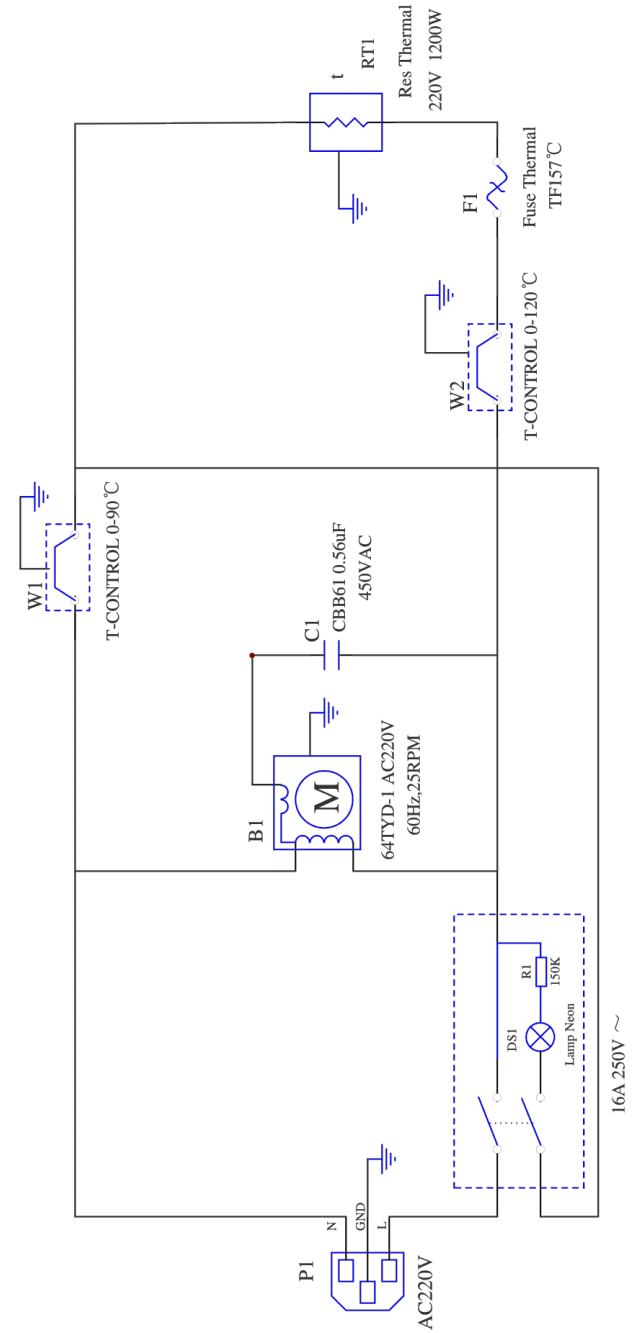 W1
T-CONTROL 0-90℃
t
RT1
Res Thermal
220V 1200W
F1
Fuse Thermal
TF157℃
W2
T-CONTROL 0-120℃
C1
CBB61 0.56uF
450VAC
B1
M
64TYD-1 AC220V
60Hz,25RPM
R1
150K
DS1
Lamp Neon
16A 250V ～
N
GND
L
P1
AC220V